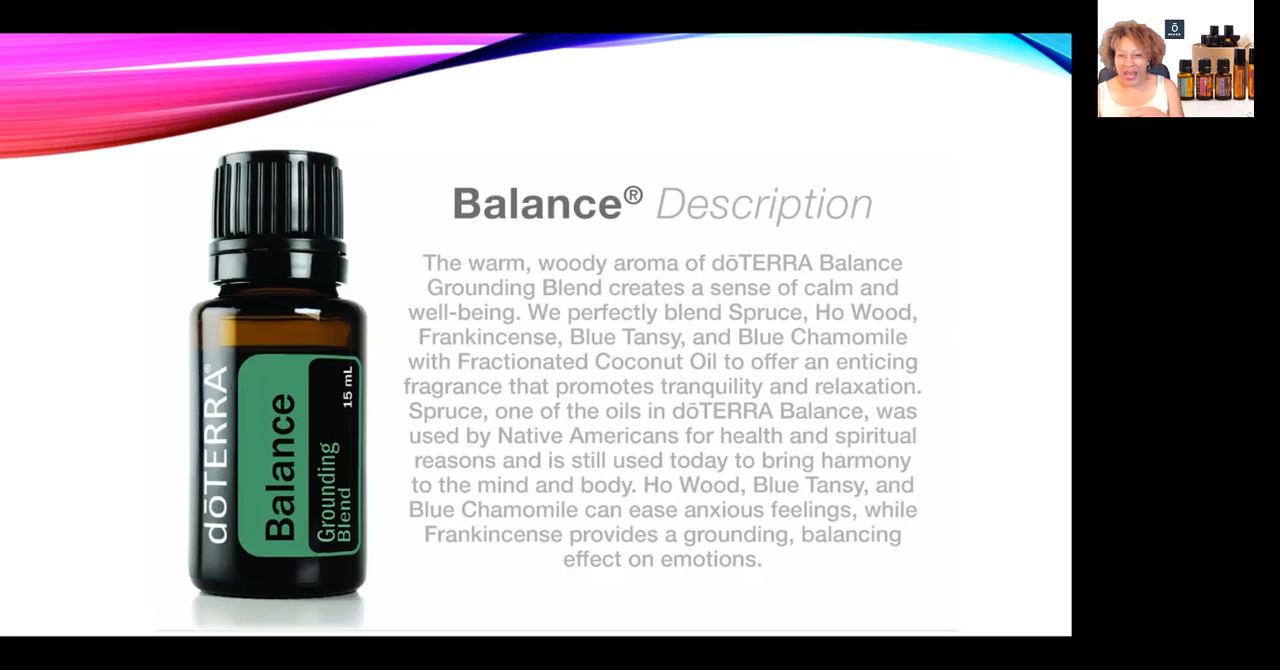 Balance® Description
The warm, woody aroma of dōTERRA Balance
Grounding Blend creates a sense of calm and
well-being. We perfectly blend Spruce, Ho Wood,
Frankincense, Blue Tansy, and Blue Chamomile
with Fractionated Coconut Oil to offer an enticing
fragrance that promotes tranquility and relaxation.
Spruce, one of the oils in dōTERRA Balance, was
used by Native Americans for health and spiritual
reasons and is still used today to bring harmony
to the mind and body. Ho Wood, Blue Tansy, and
Blue Chamomile can ease anxious feelings, while
Frankincense provides a grounding, balancing
effect on emotions.
dōTERRA®
Balance
Grounding
Blend
15 mL
ō